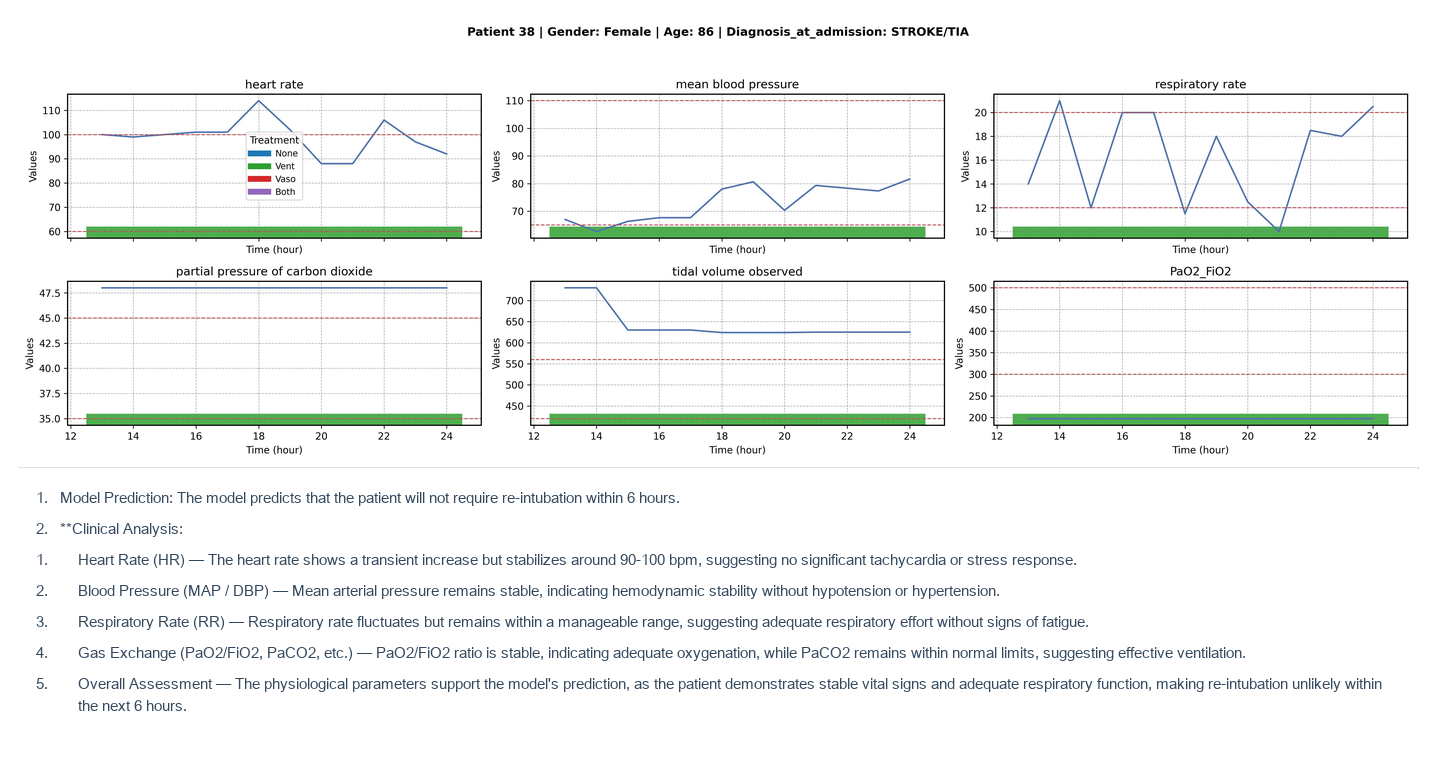 Patient 38 | Gender: Female | Age: 86 | Diagnosis_at_admission: STROKE/TIA
heart rate
110
100
90
80
70
60
Values
Time (hour)
Treatment
None
Vent
Vaso
Both
mean blood pressure
110
100
90
80
70
Values
Time (hour)
respiratory rate
20
18
16
14
12
10
Values
Time (hour)
partial pressure of carbon dioxide
47.5
45.0
42.5
40.0
37.5
35.0
Values
12 14 16 18 20 22 24
Time (hour)
tidal volume observed
700
650
600
550
500
450
Values
12 14 16 18 20 22 24
Time (hour)
PaO2_FiO2
500
450
400
350
300
250
200
Values
12 14 16 18 20 22 24
Time (hour)
1. Model Prediction: The model predicts that the patient will not require re-intubation within 6 hours.
2. **Clinical Analysis:
1. Heart Rate (HR) — The heart rate shows a transient increase but stabilizes around 90-100 bpm, suggesting no significant tachycardia or stress response.
2. Blood Pressure (MAP / DBP) — Mean arterial pressure remains stable, indicating hemodynamic stability without hypotension or hypertension.
3. Respiratory Rate (RR) — Respiratory rate fluctuates but remains within a manageable range, suggesting adequate respiratory effort without signs of fatigue.
4. Gas Exchange (PaO2/FiO2, PaCO2, etc.) — PaO2/FiO2 ratio is stable, indicating adequate oxygenation, while PaCO2 remains within normal limits, suggesting effective ventilation.
5. Overall Assessment — The physiological parameters support the model's prediction, as the patient demonstrates stable vital signs and adequate respiratory function, making re-intubation unlikely within
the next 6 hours.